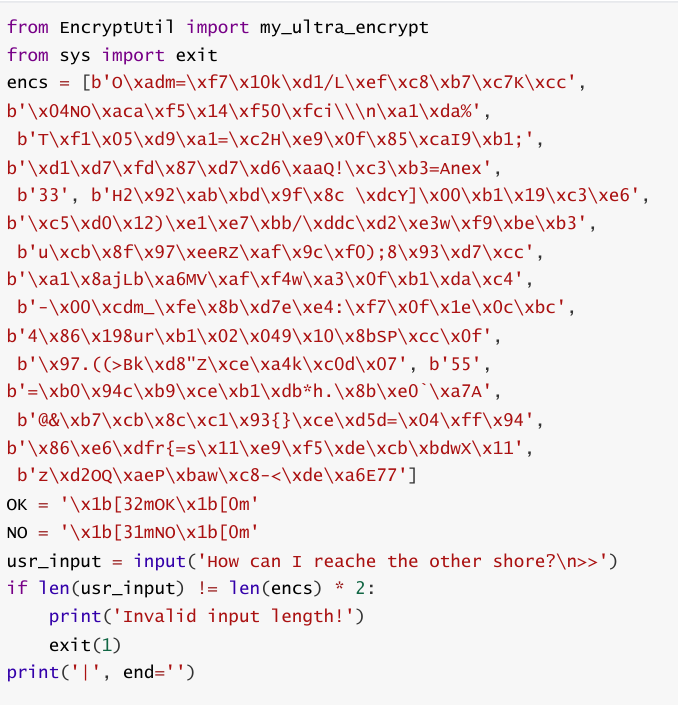 from EncryptUtil import my_ultra_encrypt
from sys import exit
encs = [b'O\xadm=\xf7\x10k\xd1/L\xef\xc8\xb7\xc7K\xcc',
b'\x04NO\xaca\xf5\x14\xf50\xfci\\\n\xa1\xda%',
b'T\xf1\x05\xd9\xa1=\xc2H\xe9\x0f\x85\xcaI9\xb1;',
b'\xd1\xd7\xfd\x87\xd7\xd6\xaaQ!\xc3\xb3=Anex',
b'33', b'H2\x92\xab\xbd\x9f\x8c \xdcY]\x00\xb1\x19\xc3\xe6',
b'\xc5\xd0\x12)\xe1\xe7\xbb/\xddc\xd2\xe3w\xf9\xbe\xb3',
b'u\xcb\x8f\x97\xeeRZ\xaf\x9c\xf0);8\x93\xd7\xcc',
b'\xa1\x8ajLb\xa6MV\xaf\xf4w\xa3\x0f\xb1\xda\xc4',
b'-\x00\xcdm_\xfe\x8b\xd7e\xe4:\xf7\x0f\x1e\x0c\xbc',
b'4\x86\x198ur\xb1\x02\x049\x10\x8bSP\xcc\x0f',
b'\x97.((>Bk\xd8"Z\xce\xa4k\xc0d\x07', b'55',
b'=\xb0\x94c\xb9\xce\xb1\xdb*h.\x8b\xe0`\xa7A',
b'@&\xb7\xcb\x8c\xc1\x93{}\xce\xd5d=\x04\xff\x94',
b'\x86\xe6\xdfr{=s\x11\xe9\xf5\xde\xcb\xbdwX\x11',
b'z\xd2OQ\xaeP\xbaw\xc8-<\xde\xa6E77']
OK = '\x1b[32mOK\x1b[0m'
NO = '\x1b[31mNO\x1b[0m'
usr_input = input('How can I reache the other shore?\n>>')
if len(usr_input) != len(encs) * 2:
    print('Invalid input length!')
    exit(1)
print('|', end='')